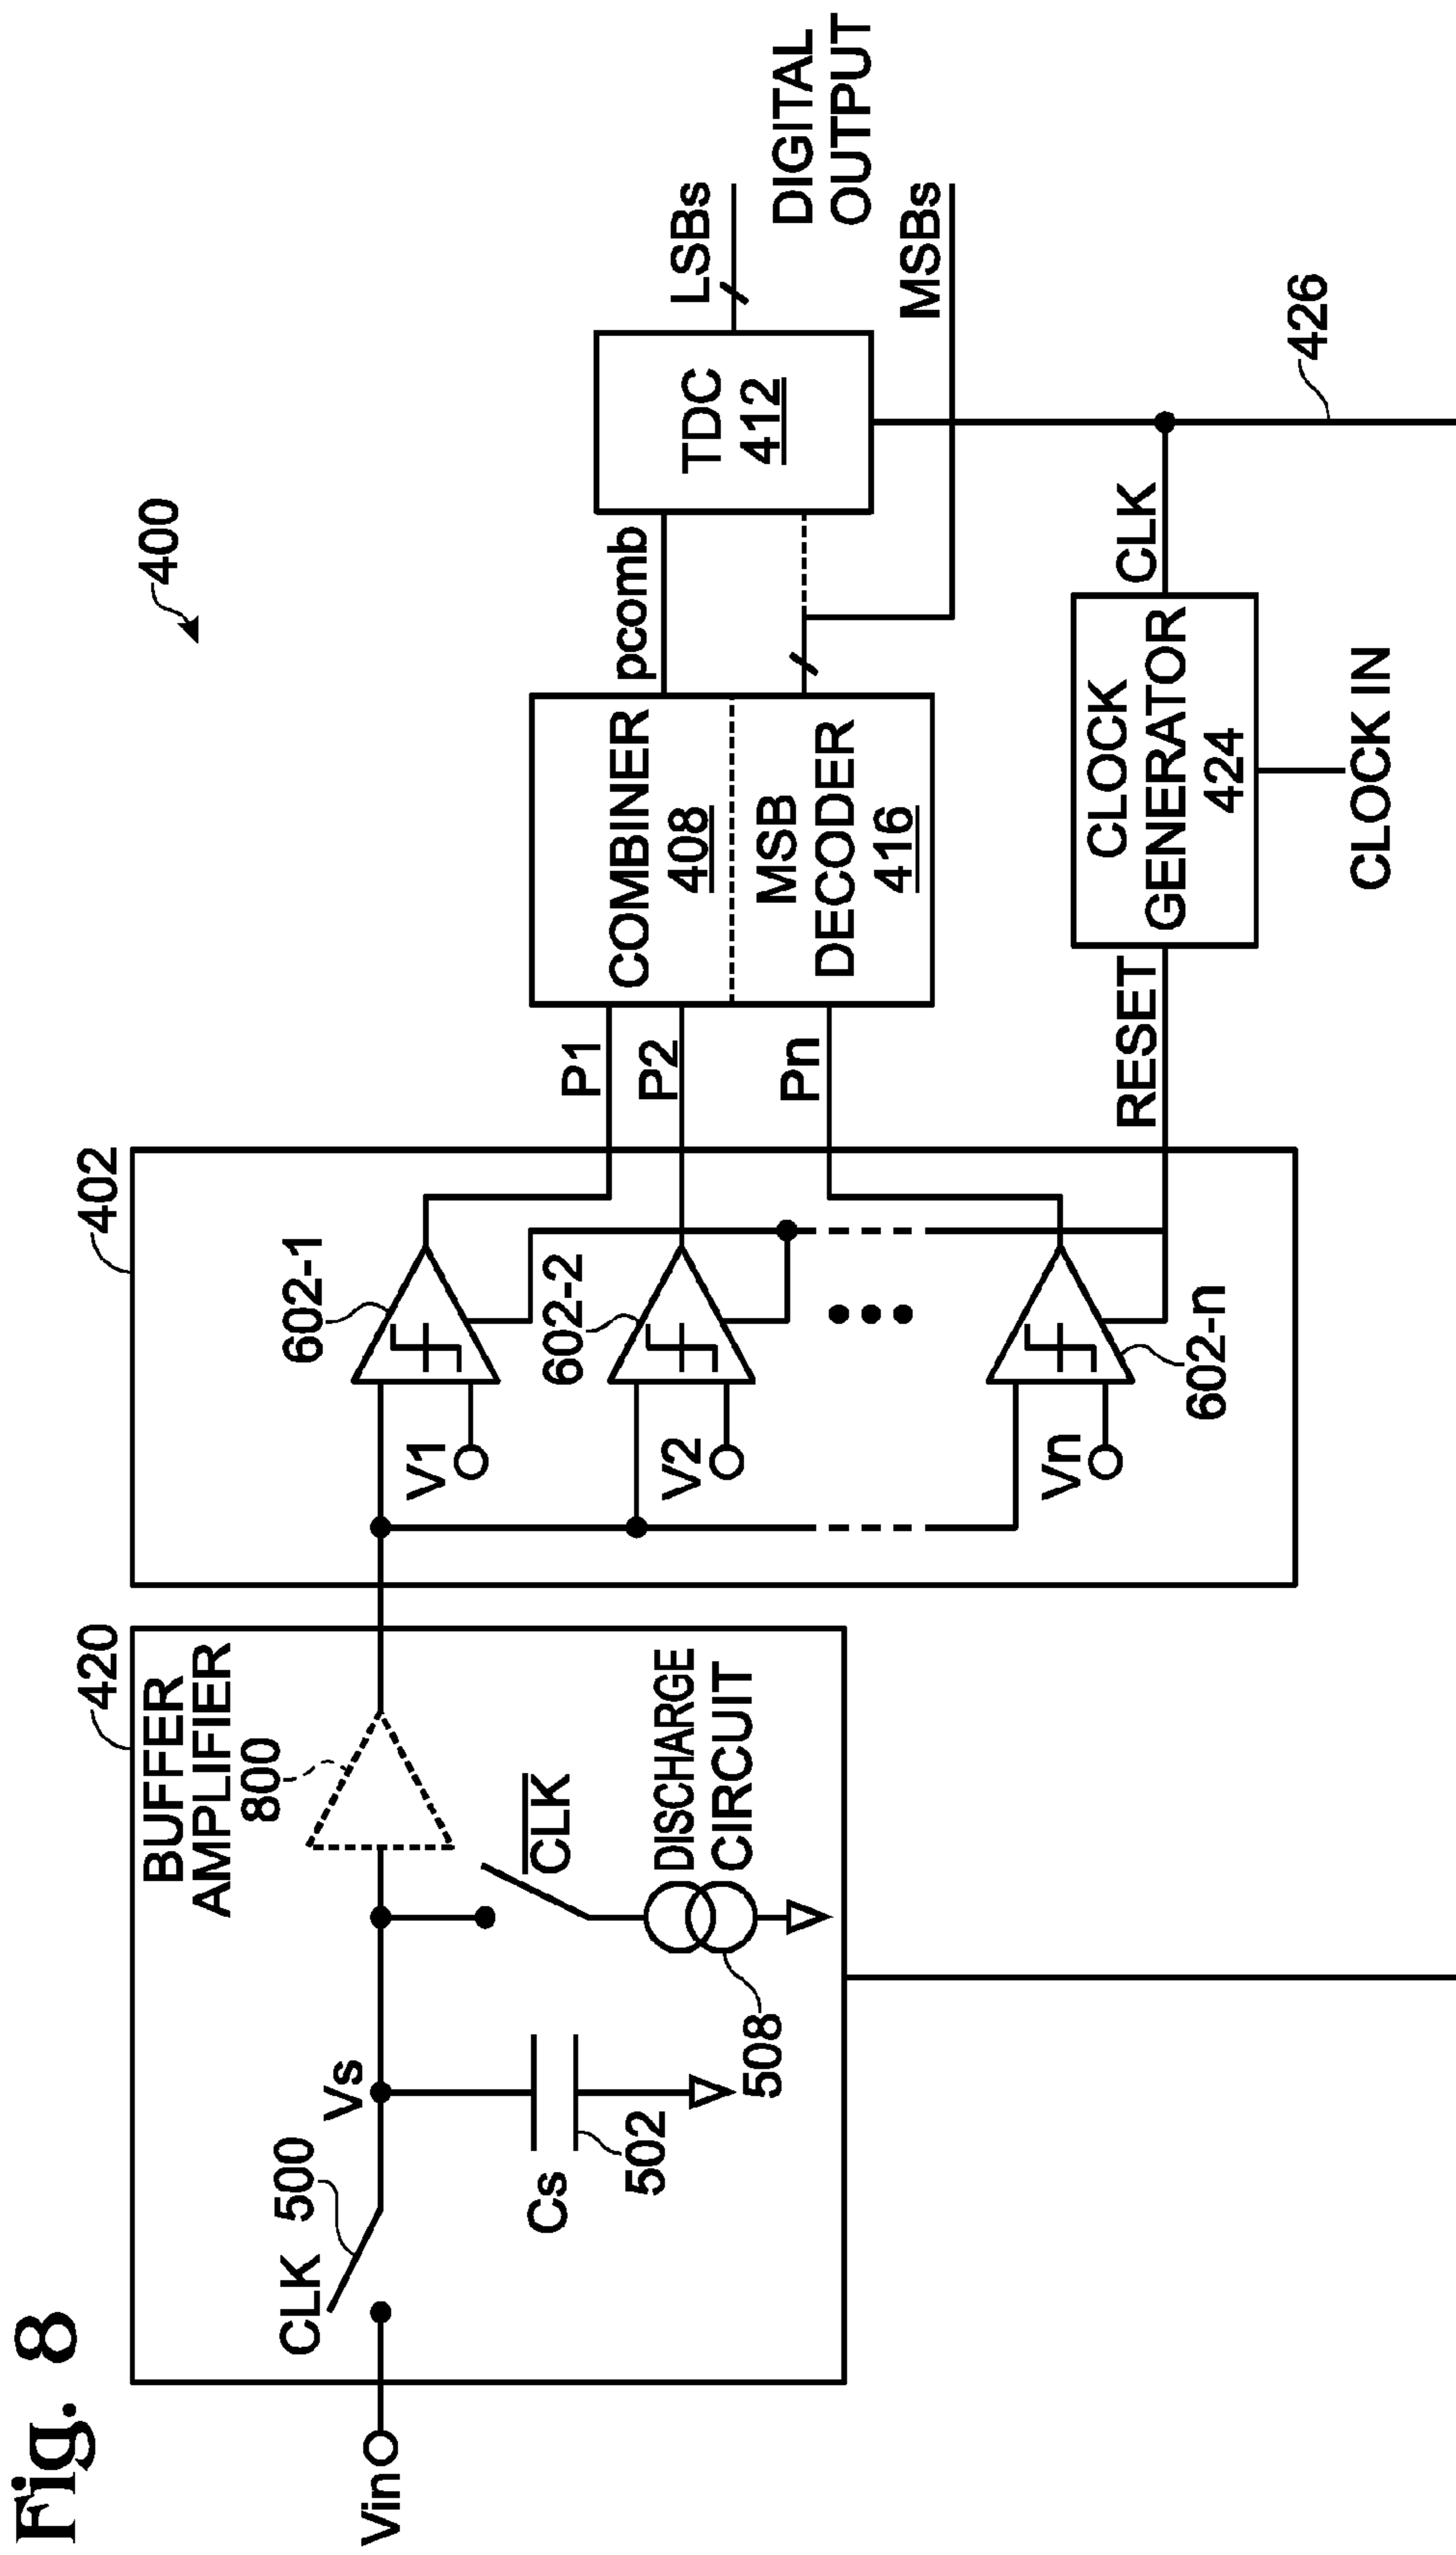 Fig. 8
400
420
402
BUFFER
AMPLIFIER
800
Vin
CLK 500
Vs
Cs
502
CLK
DISCHARGE
CIRCUIT
508
602-1
V1
602-2
V2
Vn
602-n
P1
P2
Pn
RESET
COMBINER
408
MSB
DECODER
416
pcomb
TDC
412
LSBs
DIGITAL
OUTPUT
MSBs
CLOCK
GENERATOR
424
CLK
CLOCK IN
426